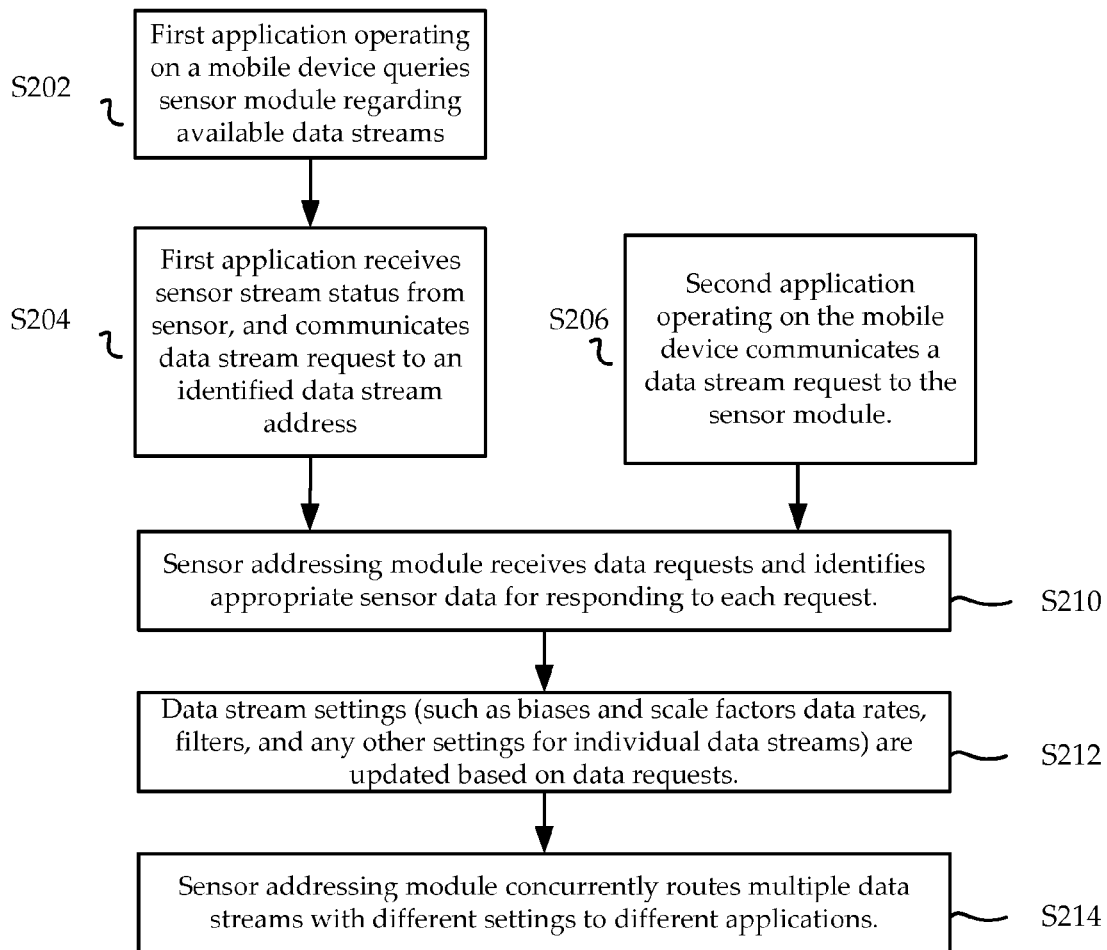 First application operating
on a mobile device queries
sensor module regarding
available data streams
S202
First application receives
sensor stream status from
sensor, and communicates
data stream request to an
identified data stream
address
S204
Second application
operating on the mobile
device communicates a
data stream request to the
sensor module.
S206
Sensor addressing module receives data requests and identifies
appropriate sensor data for responding to each request.
S210
Data stream settings (such as biases and scale factors data rates,
filters, and any other settings for individual data streams) are
updated based on data requests.
S212
Sensor addressing module concurrently routes multiple data
streams with different settings to different applications.
S214